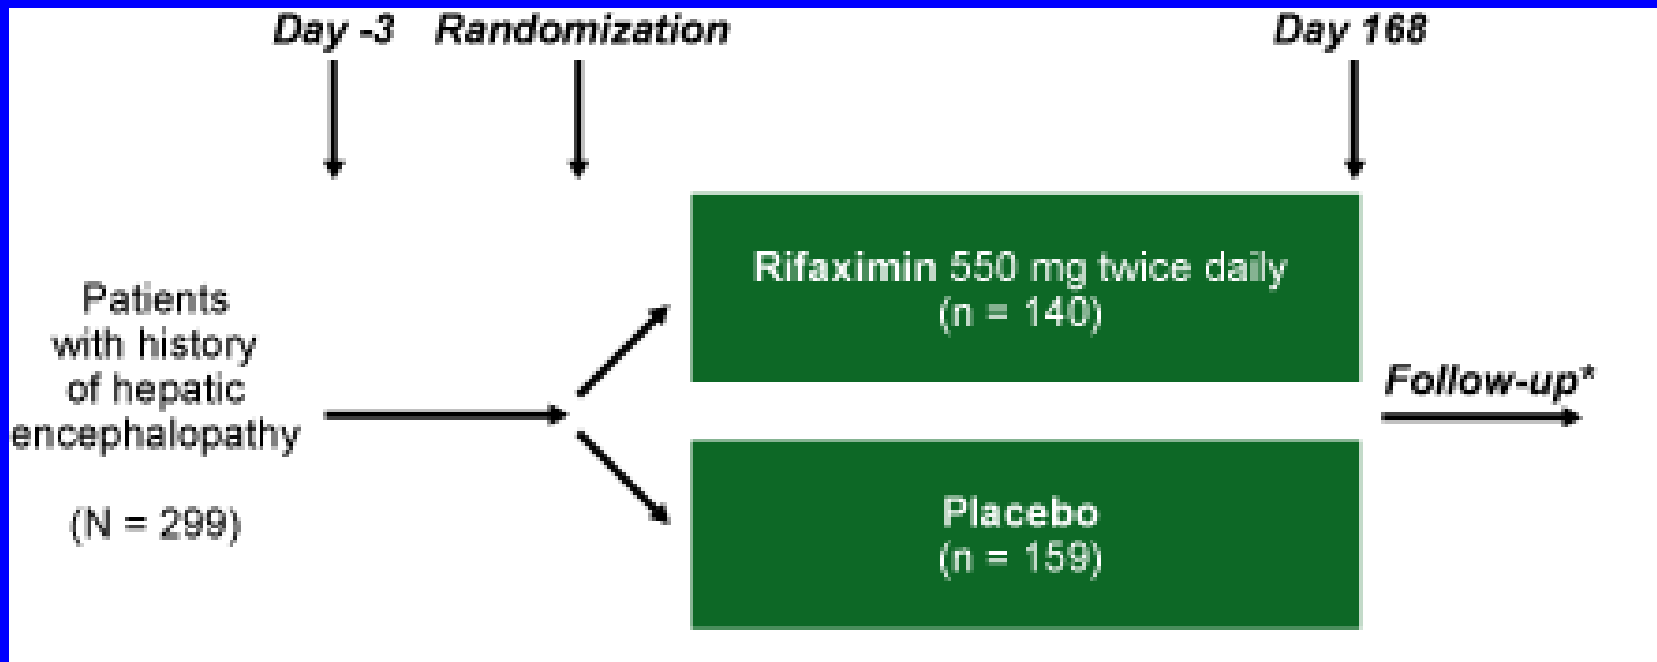 Day -3 Randomization Day 168
Patients
with history
of hepatic
encephalopathy
(N = 299)
Rifaximin 550 mg twice daily
(n = 140)
Placebo
(n = 159)
Follow-up*